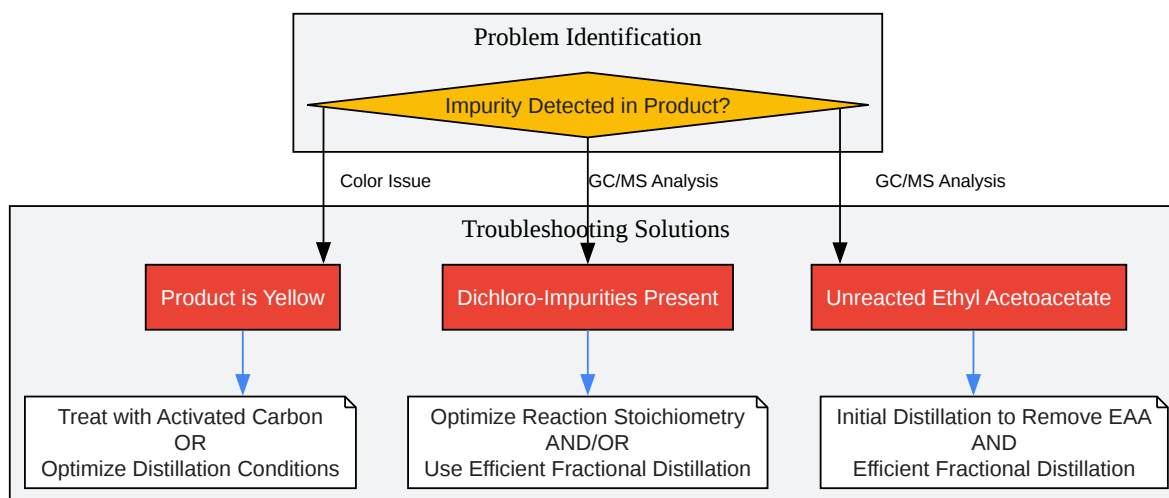 Problem Identification
Impurity Detected in Product?
Color Issue
GC/MS Analysis
GC/MS Analysis
Troubleshooting Solutions
Product is Yellow
Dichloro-Impurities Present
Unreacted Ethyl Acetoacetate
Treat with Activated Carbon
OR
Optimize Distillation Conditions
Optimize Reaction Stoichiometry
AND/OR
Use Efficient Fractional Distillation
Initial Distillation to Remove EAA
AND
Efficient Fractional Distillation